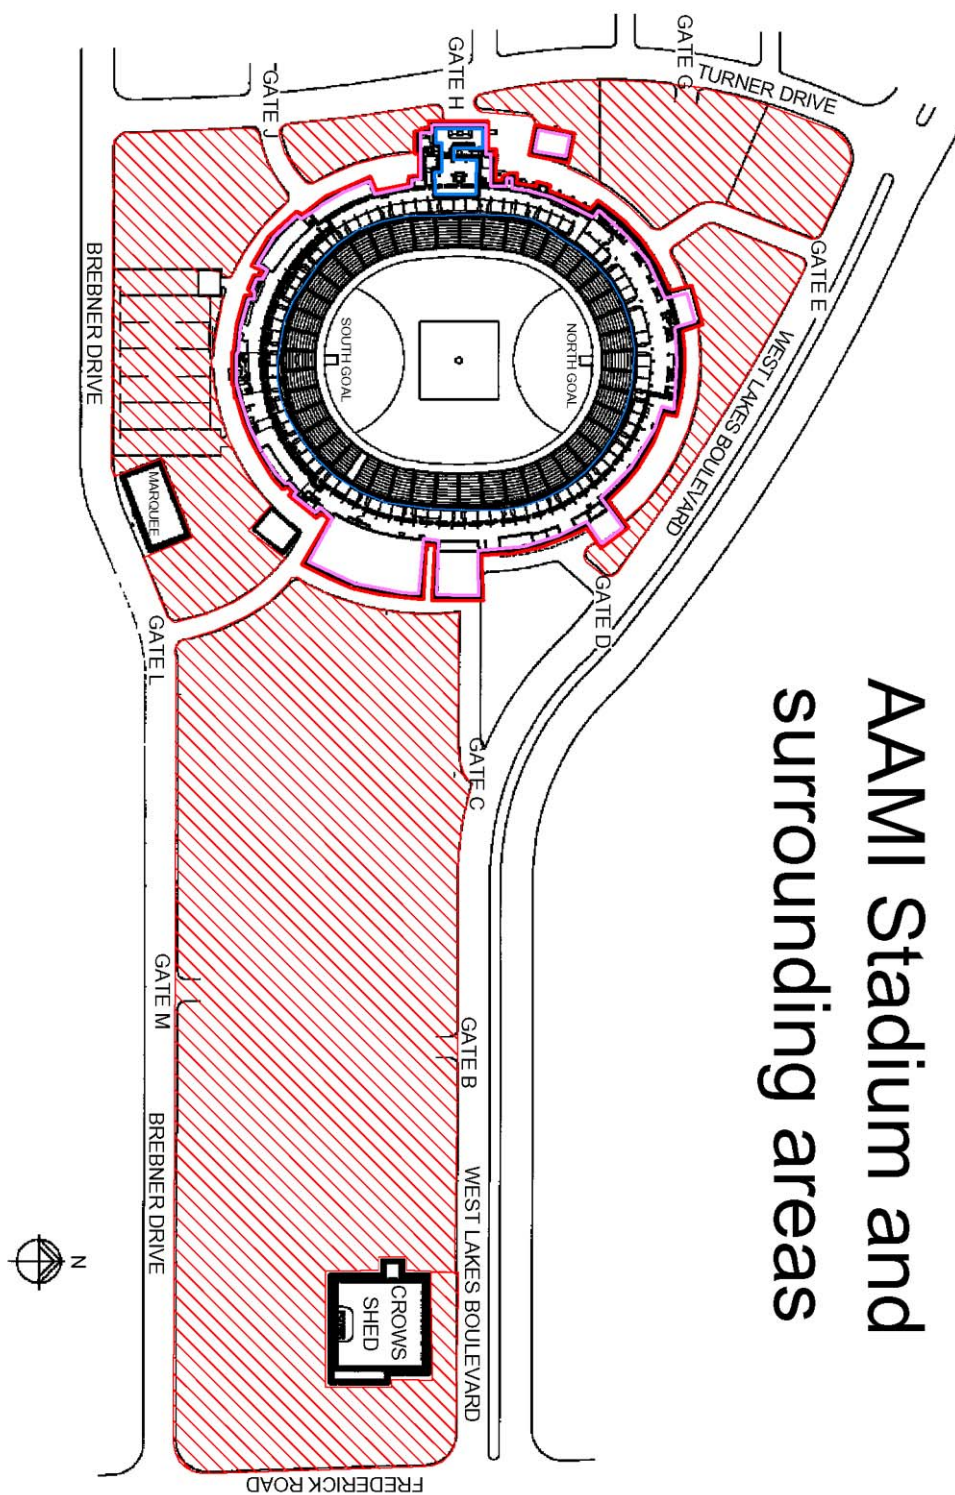 AAMI Stadium and
surrounding areas
TURNER DRIVE
GATE G
GATE H
GATE J
GATE E
WEST LAKES BOULEVARD
BREBNER DRIVE
SOUTH GOAL
NORTH GOAL
MARQUEE
GATE D
GATE L
GATE C
GATE M
GATE B
BREBNER DRIVE
WEST LAKES BOULEVARD
N
CROWS
SHED
FREDERICK ROAD